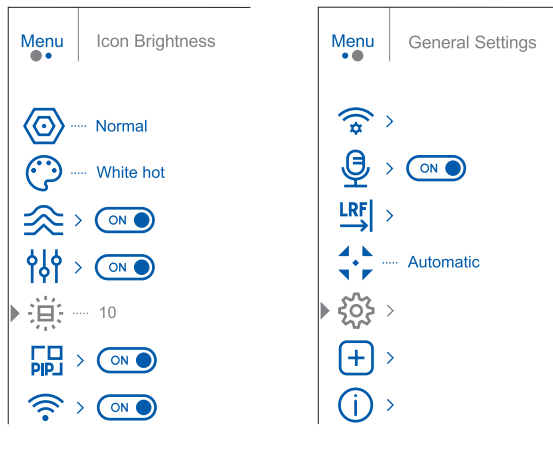 Menu Icon Brightness
Normal
White hot
ON
ON
10
PIP ON
ON
Menu General Settings
ON
LRF
Automatic